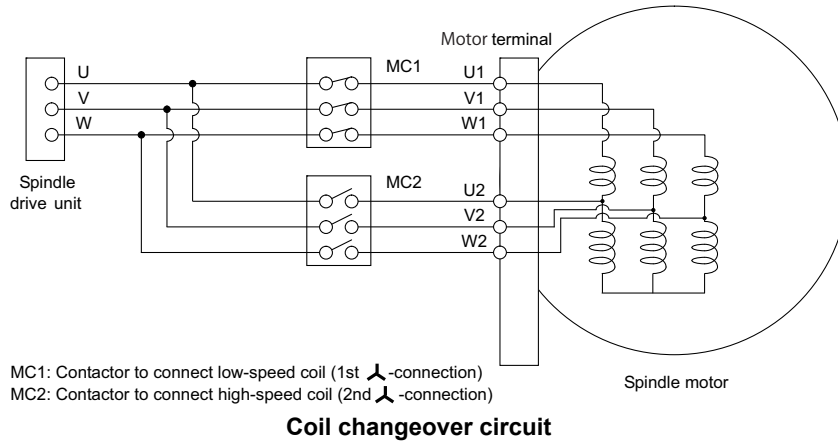 Motor terminal
U
V
W
MC1
U1
V1
W1
MC2
U2
V2
W2
Spindle
drive unit
Spindle motor
MC1: Contactor to connect low-speed coil (1st -connection)
MC2: Contactor to connect high-speed coil (2nd -connection)
Coil changeover circuit